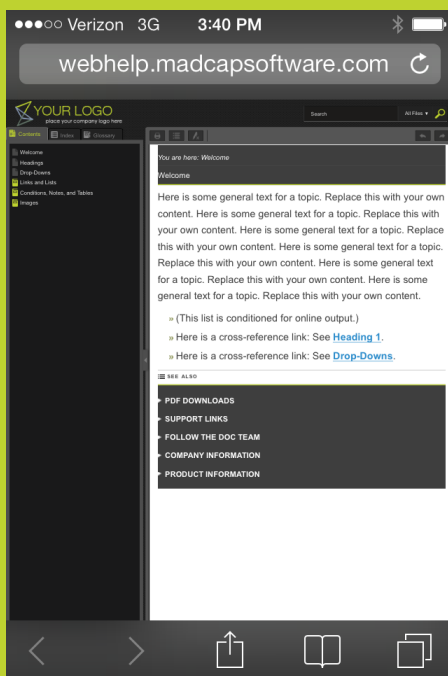 Verizon 3G 3:40 PM
webhelp.madcapsoftware.com
YOUR LOGO
place your company logo here
Search
All Files
Contents
Index
Glossary
Welcome
Headings
Drop-Downs
Links and Lists
Conditions, Notes, and Tables
Images
You are here: Welcome
Welcome
Here is some general text for a topic. Replace this with your own
content. Here is some general text for a topic. Replace this with
your own content. Here is some general text for a topic. Replace
this with your own content. Here is some general text for a topic.
Replace this with your own content. Here is some general text
for a topic. Replace this with your own content. Here is some
general text for a topic. Replace this with your own content.
» (This list is conditioned for online output.)
» Here is a cross-reference link: See Heading 1.
» Here is a cross-reference link: See Drop-Downs.
SEE ALSO
PDF DOWNLOADS
SUPPORT LINKS
FOLLOW THE DOC TEAM
COMPANY INFORMATION
PRODUCT INFORMATION